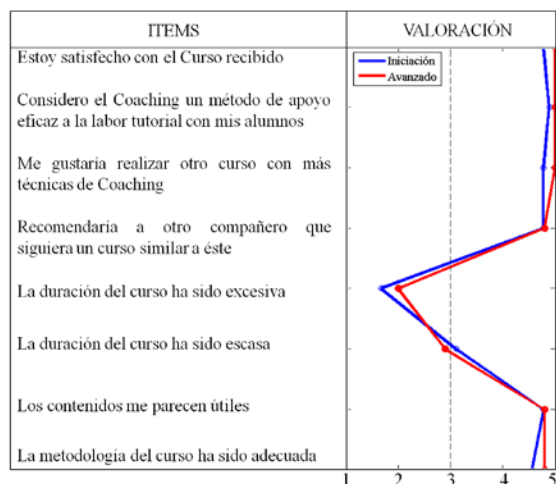 ITEMS
VALORACIÓN
Estoy satisfecho con el Curso recibido
Considero el Coaching un método de apoyo
eficaz a la labor tutorial con mis alumnos
Me gustaría realizar otro curso con más
técnicas de Coaching
Recomendaría a otro compañero que
siguiera un curso similar a éste
La duración del curso ha sido excesiva
La duración del curso ha sido escasa
Los contenidos me parecen útiles
La metodología del curso ha sido adecuada
Iniciación
Avanzado
1 2 3 4 5